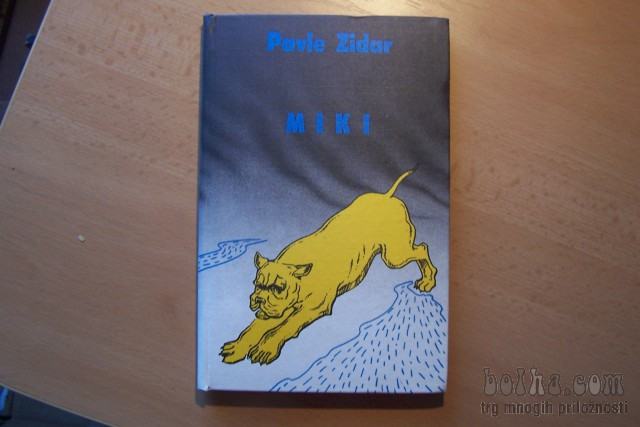 Pavle Zidar
MIKI
bolha.com
trg mnogih priložnosti